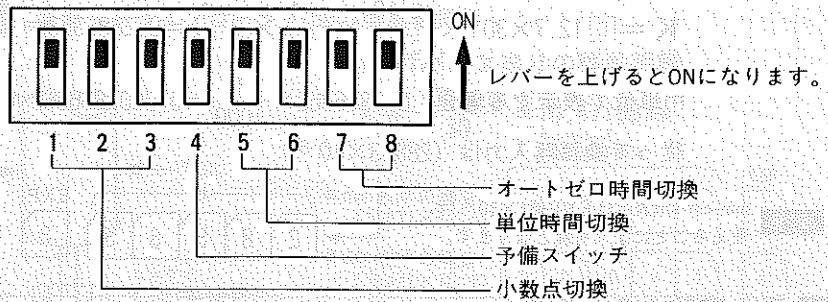 ON
レバーを上げるとONになります。
1 2 3 4 5 6 7 8
オートゼロ時間切換
単位時間切換
予備スイッチ
小数点切換